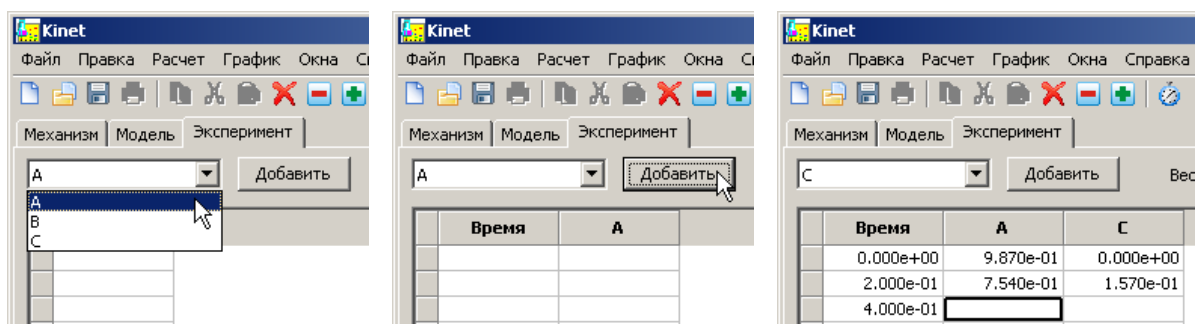 Kinet
Файл Правка Расчет График Окна
Механизм Модель Эксперимент
A Добавить
A
B
C
Kinet
Файл Правка Расчет График Окна
Механизм Модель Эксперимент
A Добавить
Время A
Kinet
Файл Правка Расчет График Окна Справка
Механизм Модель Эксперимент
C Добавить Вес
Время A C
0.000e+00 9.870e-01 0.000e+00
2.000e-01 7.540e-01 1.570e-01
4.000e-01